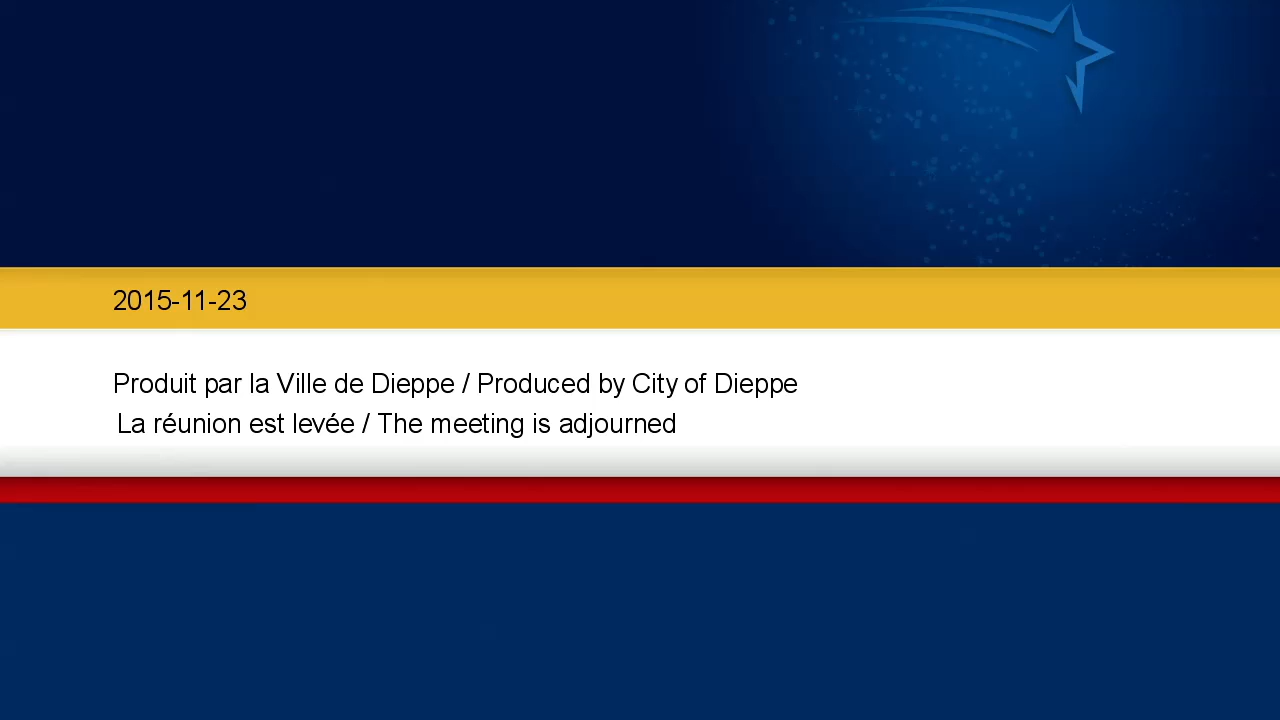 2015-11-23
Produit par la Ville de Dieppe / Produced by City of Dieppe
La réunion est levée / The meeting is adjourned